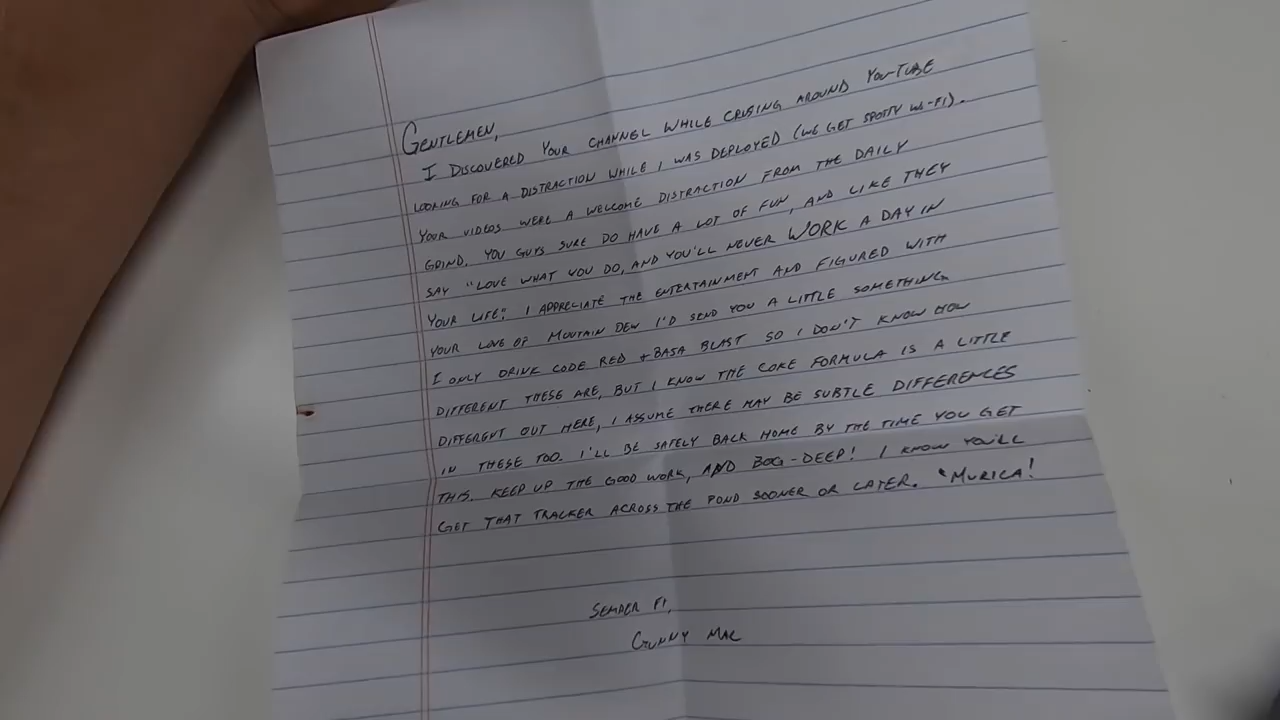 GENTLEMEN,
I DISCOVERED YOUR CHANNEL WHILE CRUSING AROUND YOU-TUBE
LOOKING FOR A DISTRACTION WHILE I WAS DEPLOYED (WE GET SPOTTY WI-FI).
YOUR VIDEOS WERE A WELCOME DISTRACTION FROM THE DAILY
GRIND. YOU GUYS SURE DO HAVE A LOT OF FUN, AND LIKE THEY
SAY "LOVE WHAT YOU DO, AND YOU'LL NEVER WORK A DAY IN
YOUR LIFE". I APPRECIATE THE ENTERTAINMENT AND FIGURED WITH
YOUR LOVE OF MOUTAIN DEW I'D SEND YOU A LITTLE SOMETHING.
I ONLY DRINK CODE RED + BAJA BLAST SO I DON'T KNOW HOW
DIFFERENT THESE ARE, BUT I KNOW THE COKE FORMULA IS A LITTLE
DIFFERENT OUT HERE, I ASSUME THERE MAY BE SUBTLE DIFFERENCES
IN THESE TOO. I'LL BE SAFELY BACK HOME BY THE TIME YOU GET
THIS. KEEP UP THE GOOD WORK, AND BOG-DEEP! I KNOW YOU'LL
GET THAT TRACKER ACROSS THE POND SOONER OR LATER. 'MURICA!
SEMPER FI,
GUNNY MAC